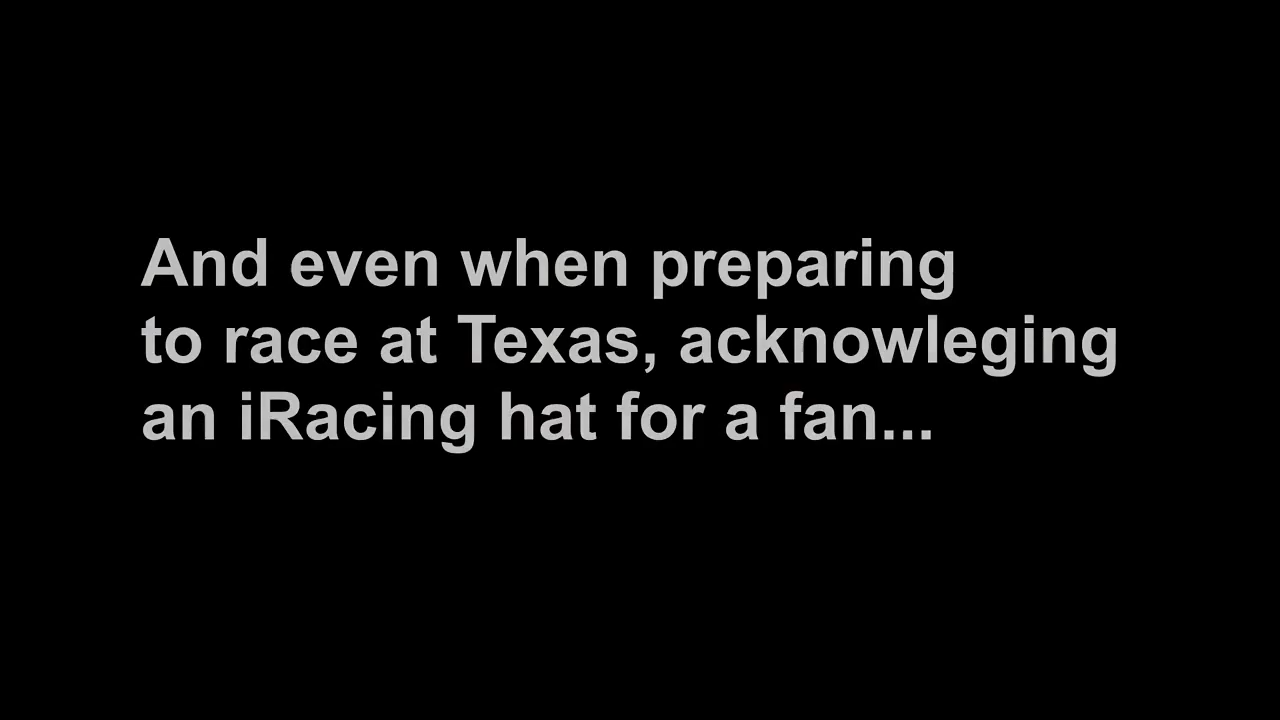 And even when preparing
to race at Texas, acknowleging
an iRacing hat for a fan...